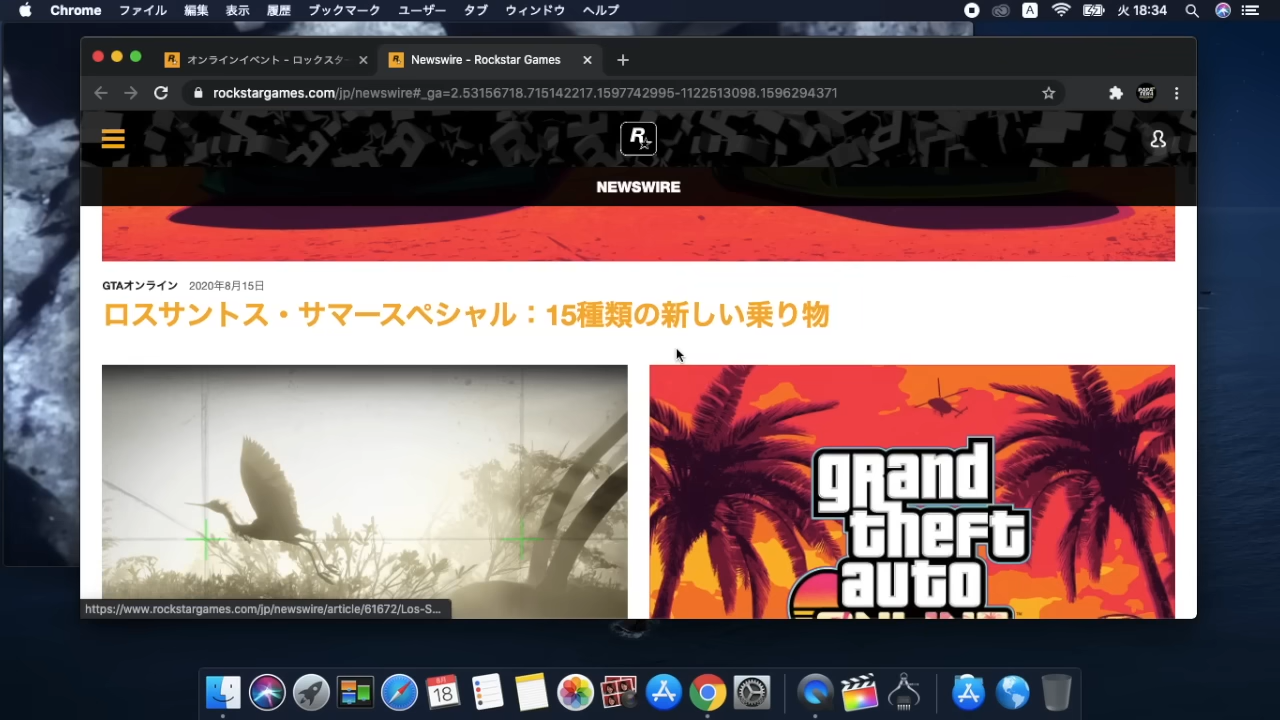 Chrome ファイル 編集 表示 履歴 ブックマーク ユーザー タブ ウィンドウ ヘルプ A 火 18:34
オンラインイベント - ロックスター
Newswire - Rockstar Games
rockstargames.com/jp/newswire#_ga=2.53156718.715142217.1597742995-1122513098.1596294371
R
NEWSWIRE
GTAオンライン 2020年8月15日
ロスサントス・サマースペシャル：15種類の新しい乗り物
grand
theft
auto
ONLINE
https://www.rockstargames.com/jp/newswire/article/61672/Los-S...
8月
18